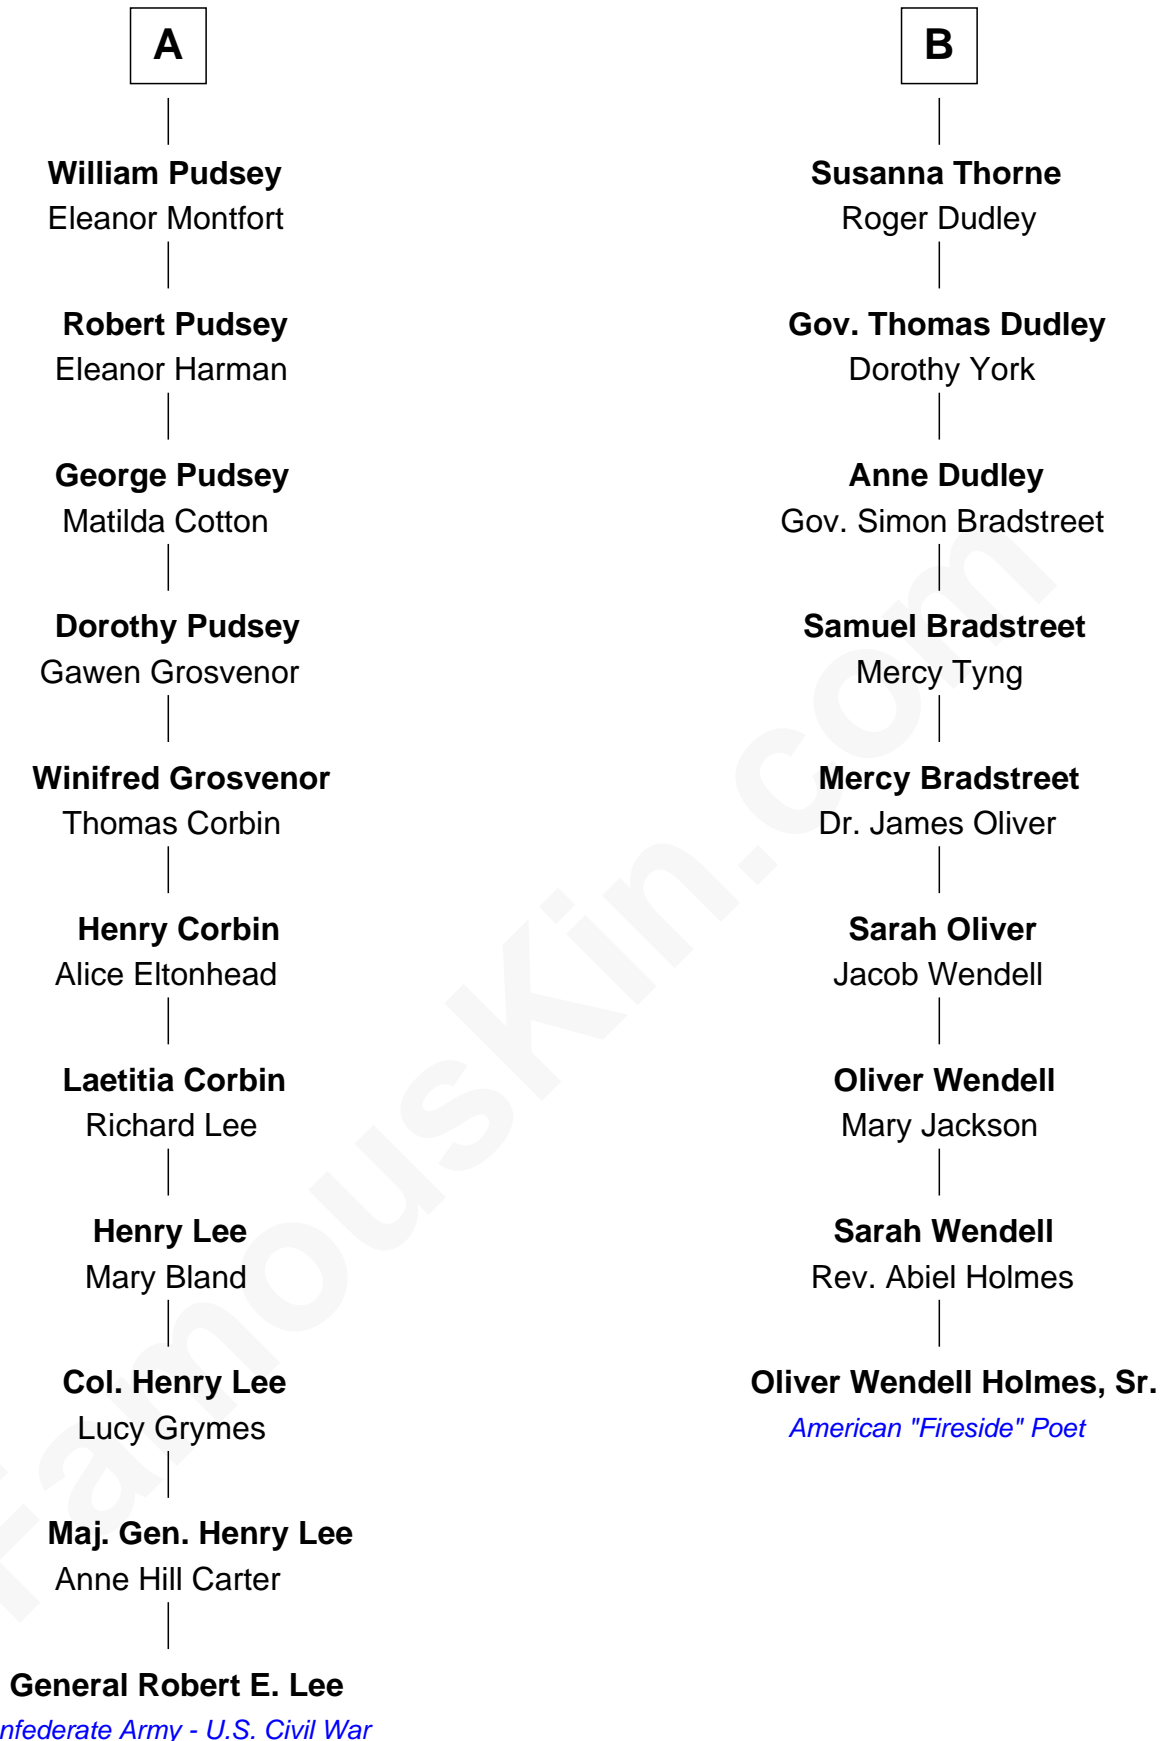 A
William Pudsey
Eleanor Montfort
Robert Pudsey
Eleanor Harman
George Pudsey
Matilda Cotton
Dorothy Pudsey
Gawen Grosvenor
Winifred Grosvenor
Thomas Corbin
Henry Corbin
Alice Eltonhead
Laetitia Corbin
Richard Lee
Henry Lee
Mary Bland
Col. Henry Lee
Lucy Grymes
Maj. Gen. Henry Lee
Anne Hill Carter
General Robert E. Lee
nfederate Army - U.S. Civil War
B
Susanna Thorne
Roger Dudley
Gov. Thomas Dudley
Dorothy York
Anne Dudley
Gov. Simon Bradstreet
Samuel Bradstreet
Mercy Tyng
Mercy Bradstreet
Dr. James Oliver
Sarah Oliver
Jacob Wendell
Oliver Wendell
Mary Jackson
Sarah Wendell
Rev. Abiel Holmes
Oliver Wendell Holmes, Sr.
American "Fireside" Poet
FamousKin.com